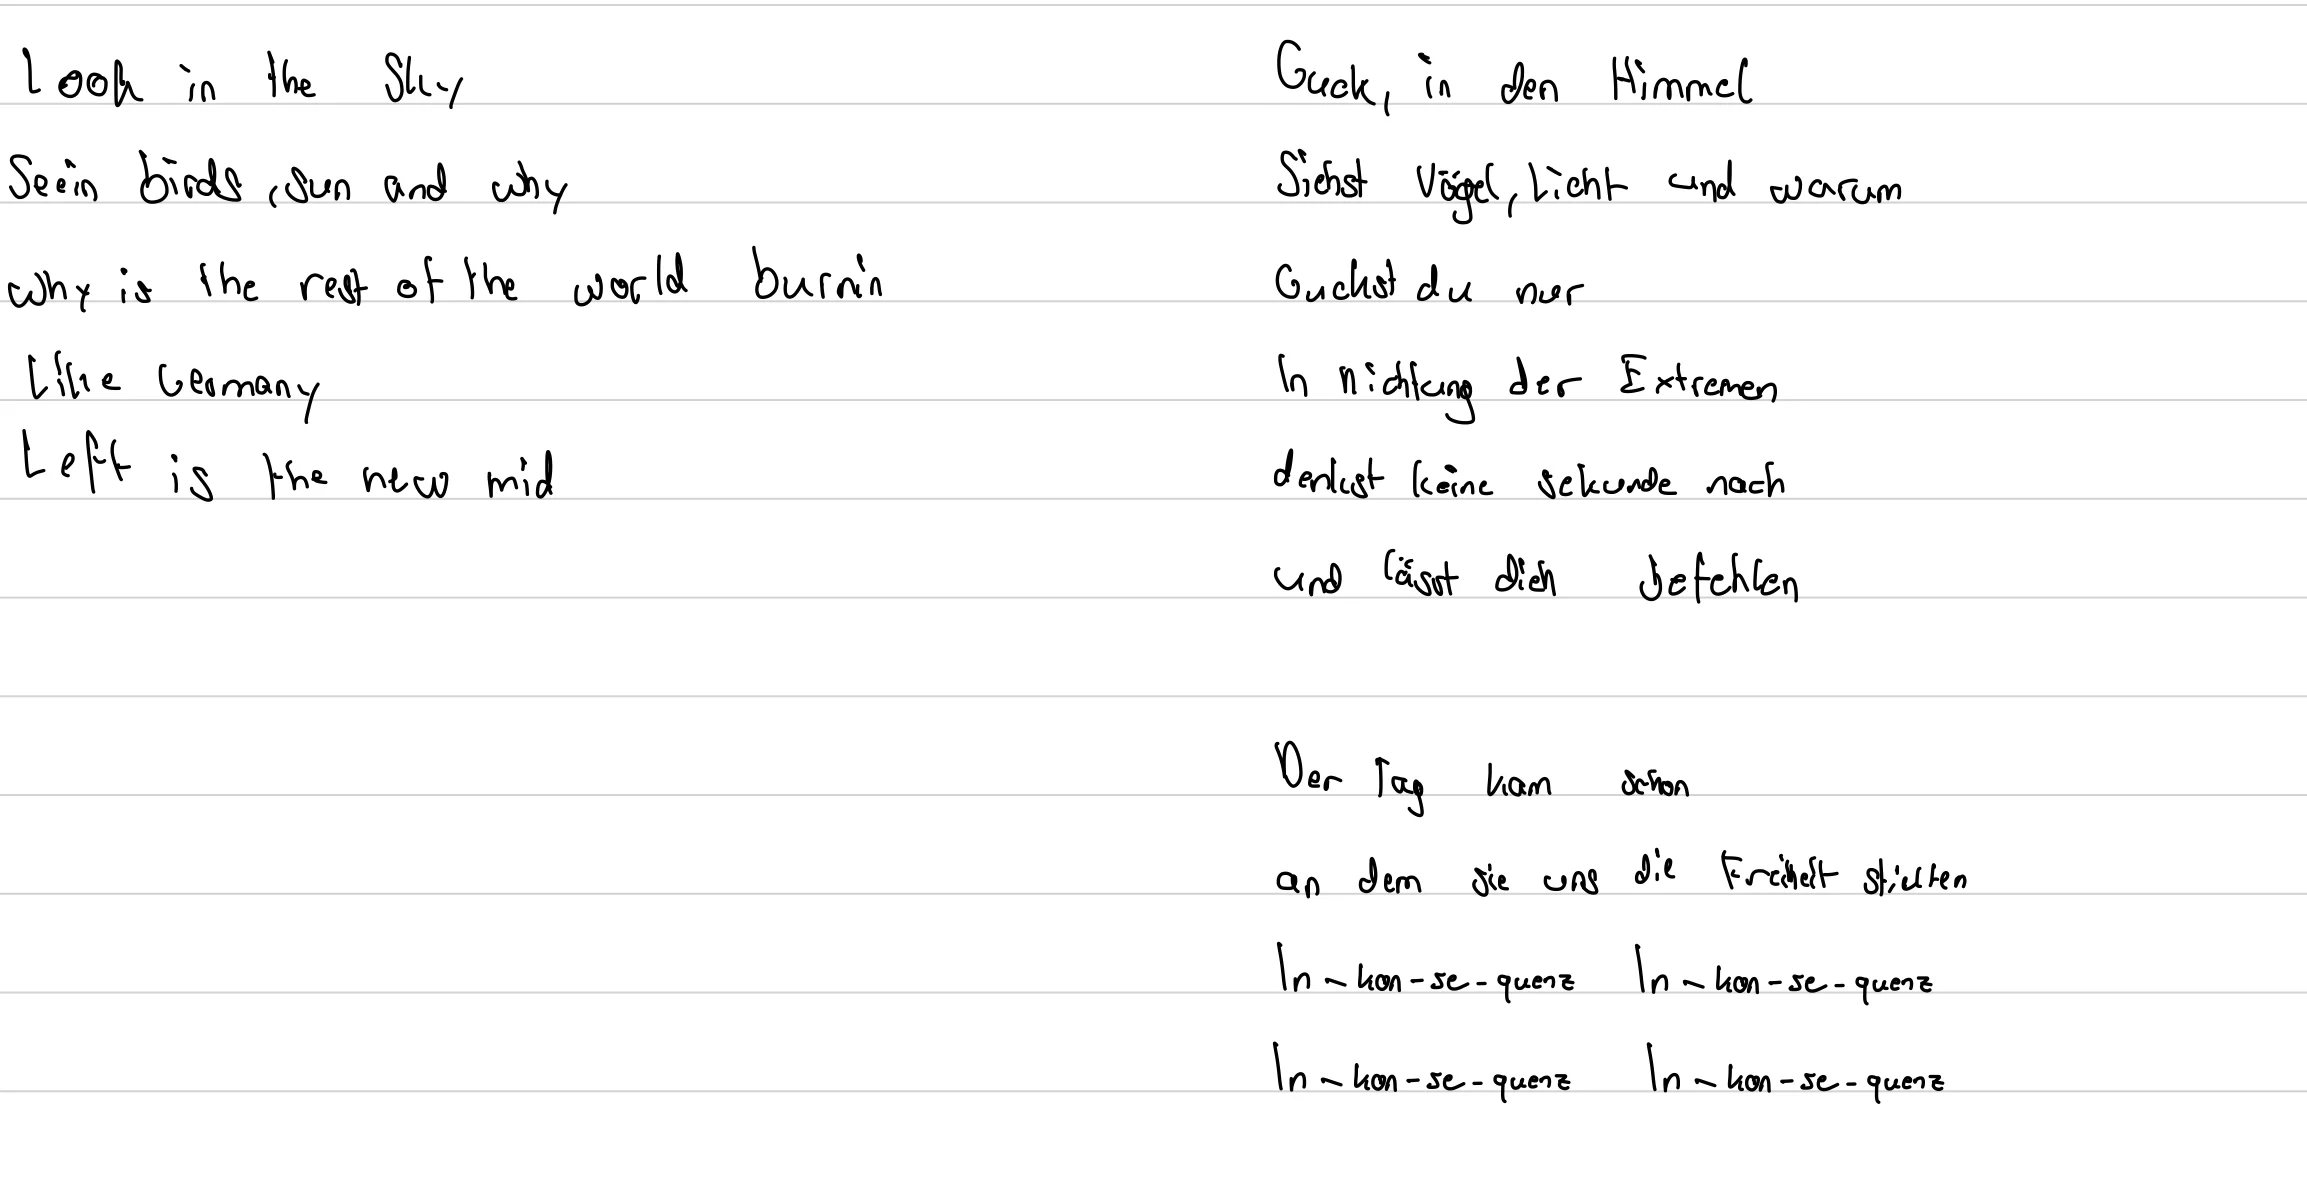 Look in the Sky
Seein birds, sun and why
why is the rest of the world burnin
Like Germany
Left is the new mid
Guck, in den Himmel
Siehst Vögel, Licht und warum
Guckst du nur
In Richtung der Extremen
denkst keine sekunde nach
und lässt dich befehlen
Der Tag kam schon
an dem sie uns die Freiheit
In-kon-se-quenz In-kon-se-quenz
In-kon-se-quenz In-kon-se-quenz